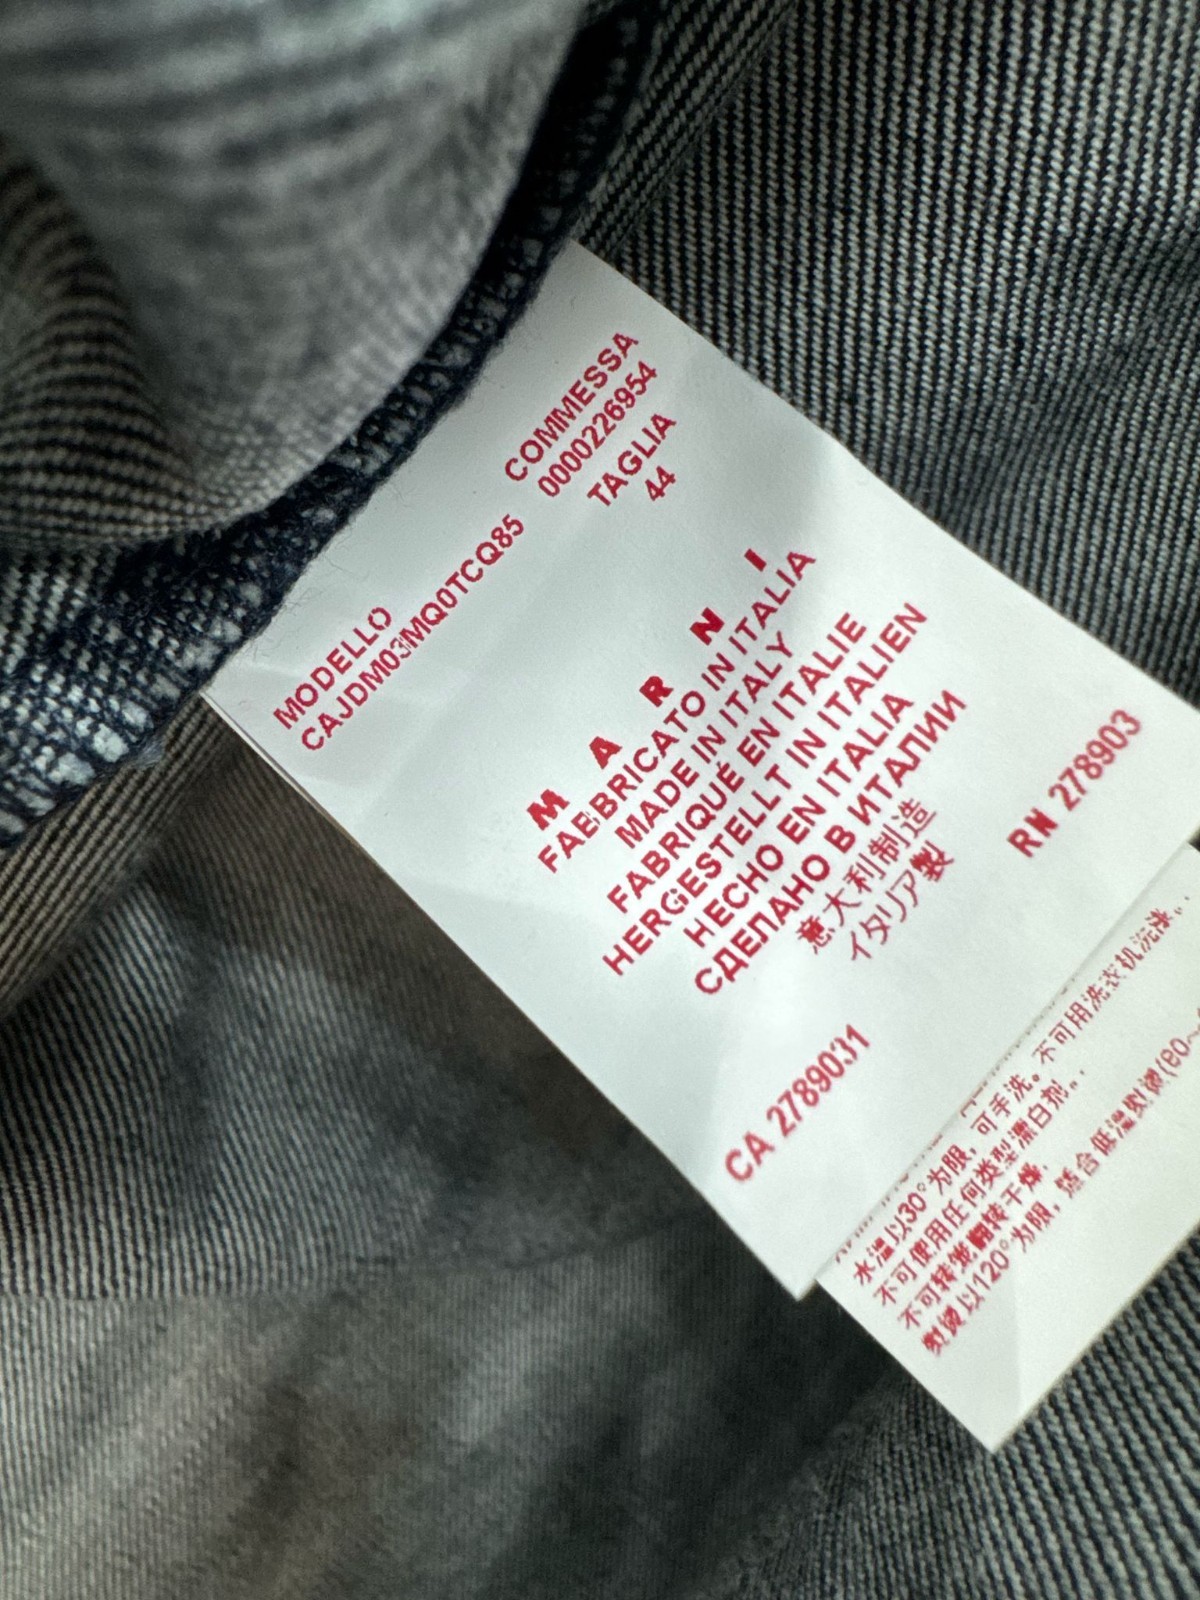 MODELLO
CAJDM03MQ0TCQ85
COMMESSA
0000226954
TAGLIA
44
MARNI
FABBRICATO IN ITALIA
MADE IN ITALY
FABRIQUÉ EN ITALIE
HERGESTELLT IN ITALIEN
HECHO EN ITALIA
СДЕЛАНО В ИТАЛИИ
意大利制造
イタリア製
CA 2789031
RN 278903
水温以30°为限, 可手洗。不可用洗衣机洗涤.
不可使用任何类型漂白剂.
不可转笼翻转干燥.
熨烫以120°为限, 适合低温熨烫(80~